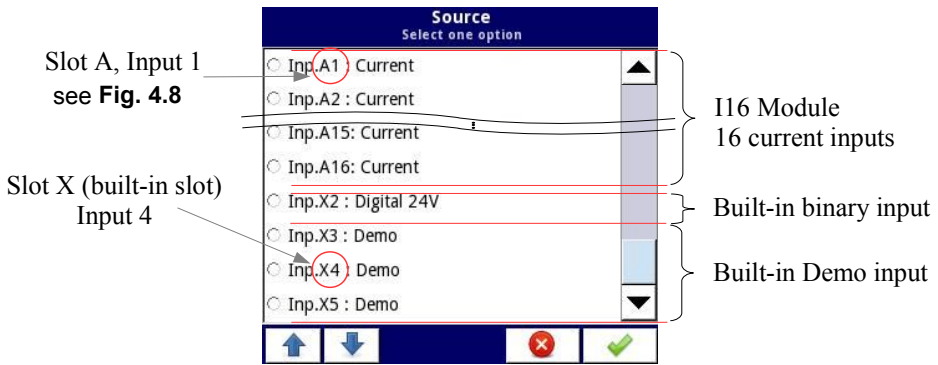 Source
Select one option
Slot A, Input 1
see Fig. 4.8
Inp.A1 : Current
Inp.A2 : Current
Inp.A15: Current
Inp.A16: Current
I16 Module
16 current inputs
Slot X (built-in slot)
Input 4
Inp.X2 : Digital 24V
Built-in binary input
Inp.X3 : Demo
Inp.X4 : Demo
Inp.X5 : Demo
Built-in Demo input